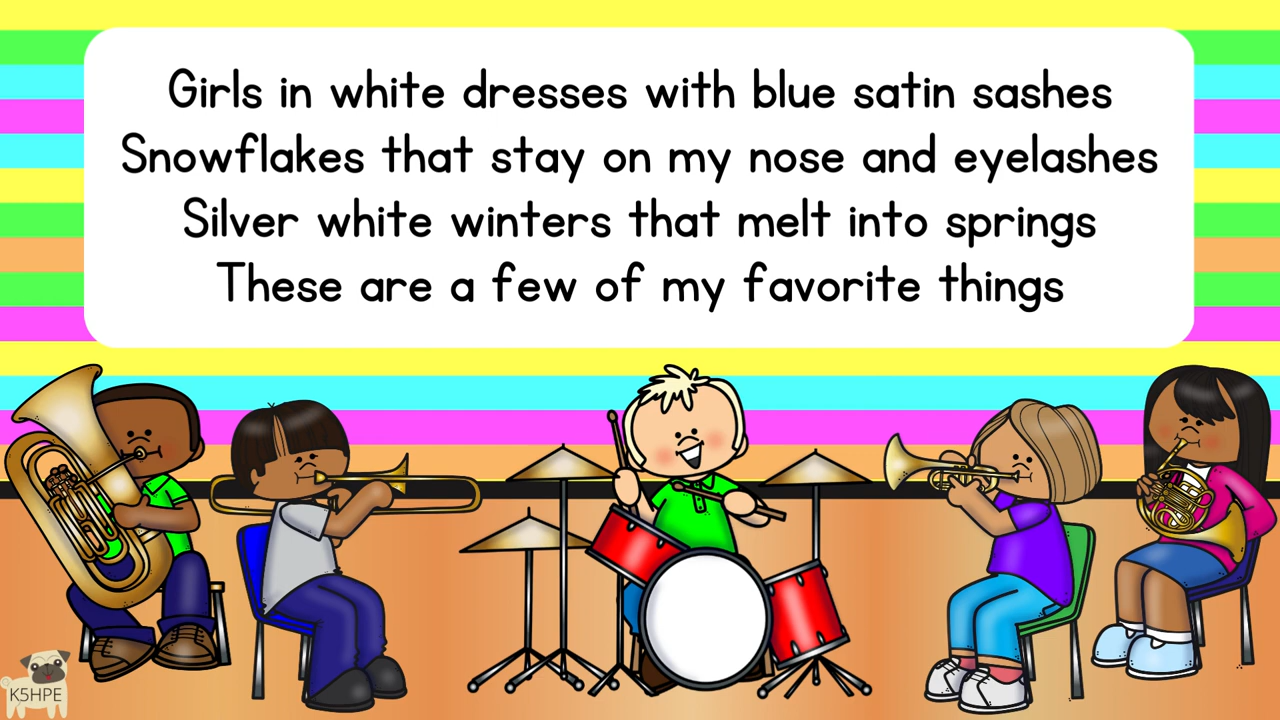 Girls in white dresses with blue satin sashes
Snowflakes that stay on my nose and eyelashes
Silver white winters that melt into springs
These are a few of my favorite things
K5HPE